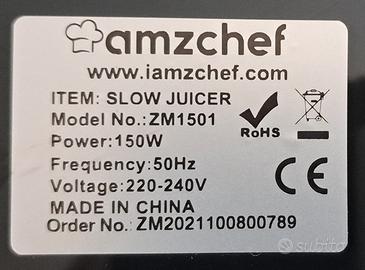 amzchef
www.iamzchef.com
ITEM: SLOW JUICER
Model No.:ZM1501
Power:150W
RoHS
Frequency:50Hz
Voltage:220-240V
CE
MADE IN CHINA
Order No.:ZM2021100800789
subito